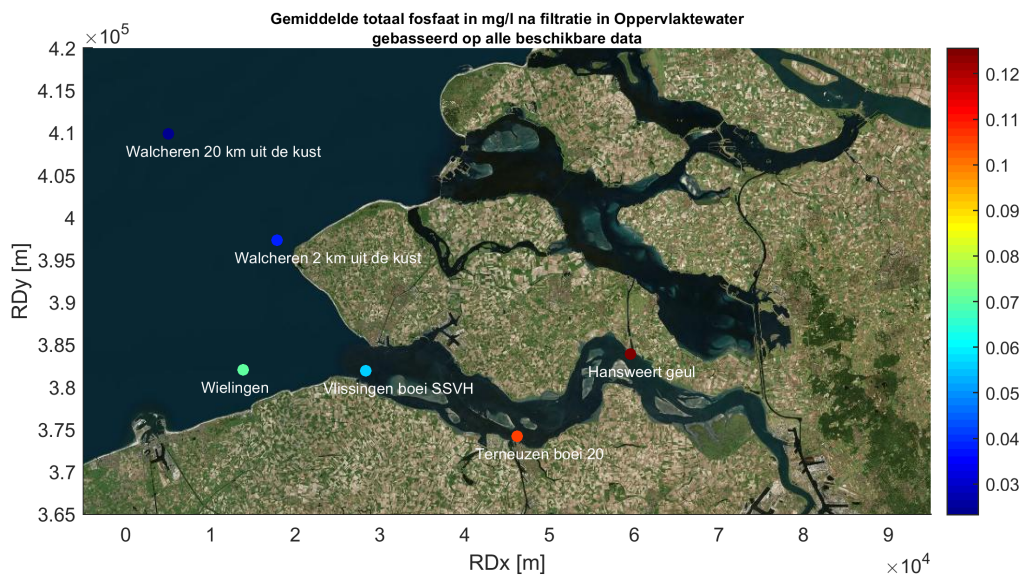 Gemiddelde totaal fosfaat in mg/l na filtratie in Oppervlaktewater
gebasseerd op alle beschikbare data
×10⁵
4.2
4.15
4.1
4.05
4
3.95
3.9
3.85
3.8
3.75
3.7
3.65
RDy [m]
Walcheren 20 km uit de kust
Walcheren 2 km uit de kust
Wielingen
Vlissingen boei SSVH
Hansweert geul
Terneuzen boei 20
0 1 2 3 4 5 6 7 8 9
×10⁴
RDx [m]
0.12
0.11
0.1
0.09
0.08
0.07
0.06
0.05
0.04
0.03